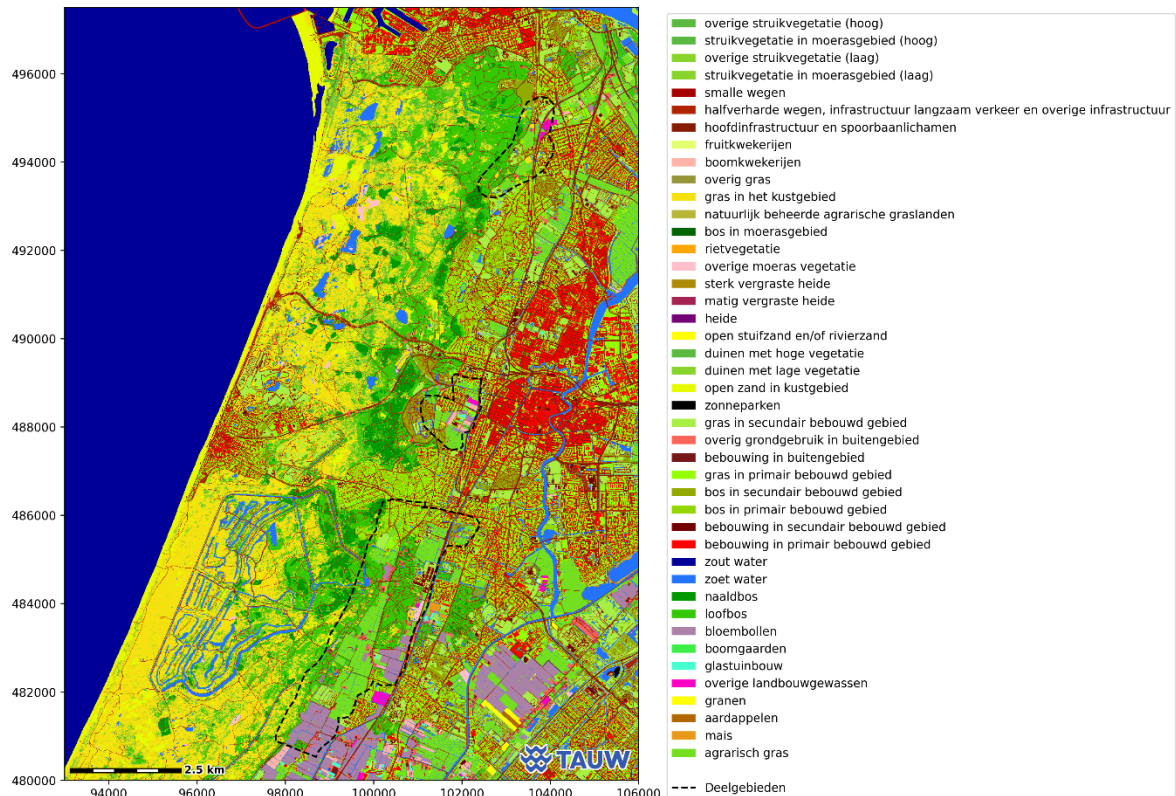 496000
494000
492000
490000
488000
486000
484000
482000
480000
94000
96000
98000
100000
102000
104000
106000
2.5 km
TAUW
overige struikvegetatie (hoog)
struikvegetatie in moerasgebied (hoog)
overige struikvegetatie (laag)
struikvegetatie in moerasgebied (laag)
smalle wegen
halfverharde wegen, infrastructuur langzaam verkeer en overige infrastructuur
hoofdinfrastructuur en spoorbaanlichamen
fruitkwekerijen
boomkwekerijen
overig gras
gras in het kustgebied
natuurlijk beheerde agrarische graslanden
bos in moerasgebied
rietvegetatie
overige moeras vegetatie
sterk vergraste heide
matig vergraste heide
heide
open stuifzand en/of rivierzand
duinen met hoge vegetatie
duinen met lage vegetatie
open zand in kustgebied
zonneparken
gras in secundair bebouwd gebied
overig grondgebruik in buitengebied
bebouwing in buitengebied
gras in primair bebouwd gebied
bos in secundair bebouwd gebied
bos in primair bebouwd gebied
bebouwing in secundair bebouwd gebied
bebouwing in primair bebouwd gebied
zout water
zoet water
naaldbos
loofbos
bloembollen
boomgaarden
glastuinbouw
overige landbouwgewassen
granen
aardappelen
mais
agrarisch gras
Deelgebieden